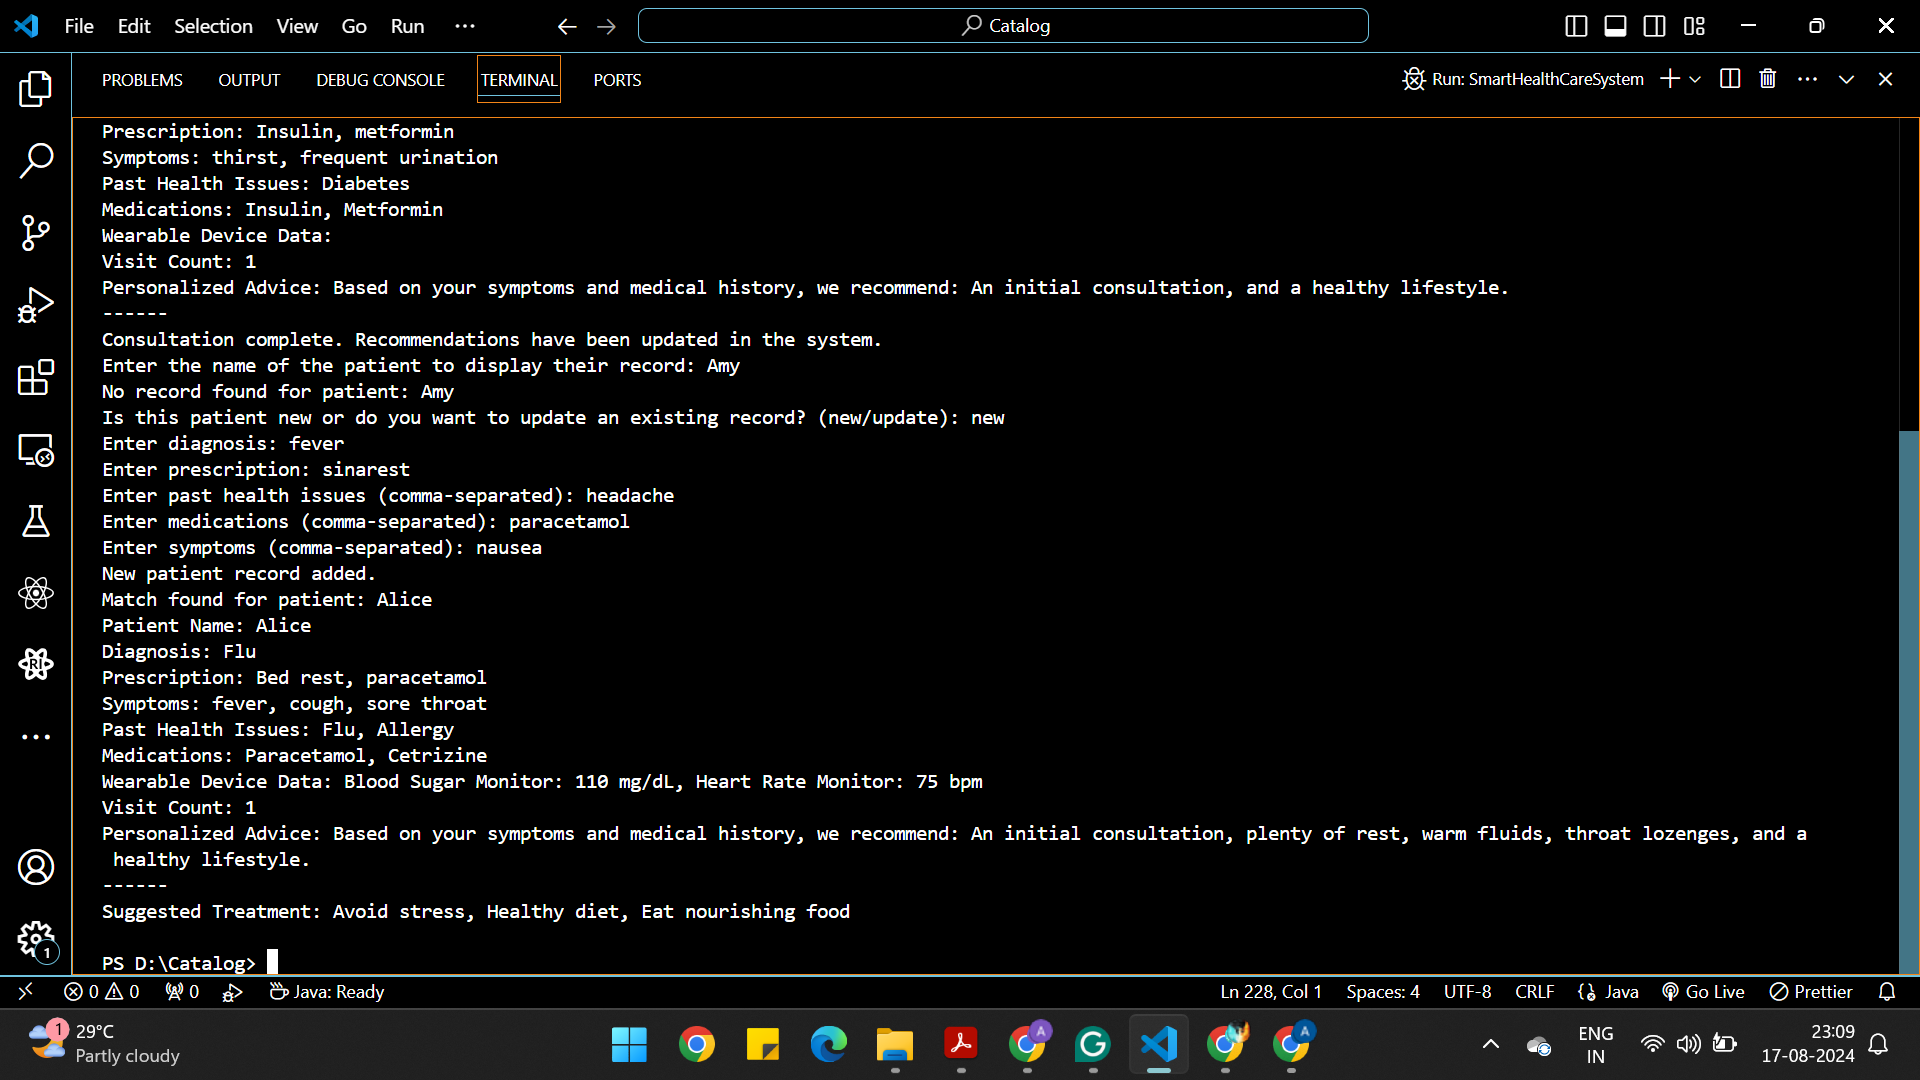 File Edit Selection View Go Run ··· Catalog
PROBLEMS OUTPUT DEBUG CONSOLE TERMINAL PORTS Run: SmartHealthCareSystem
Prescription: Insulin, metformin
Symptoms: thirst, frequent urination
Past Health Issues: Diabetes
Medications: Insulin, Metformin
Wearable Device Data:
Visit Count: 1
Personalized Advice: Based on your symptoms and medical history, we recommend: An initial consultation, and a healthy lifestyle.
------
Consultation complete. Recommendations have been updated in the system.
Enter the name of the patient to display their record: Amy
No record found for patient: Amy
Is this patient new or do you want to update an existing record? (new/update): new
Enter diagnosis: fever
Enter prescription: sinarest
Enter past health issues (comma-separated): headache
Enter medications (comma-separated): paracetamol
Enter symptoms (comma-separated): nausea
New patient record added.
Match found for patient: Alice
Patient Name: Alice
Diagnosis: Flu
Prescription: Bed rest, paracetamol
Symptoms: fever, cough, sore throat
Past Health Issues: Flu, Allergy
Medications: Paracetamol, Cetrizine
Wearable Device Data: Blood Sugar Monitor: 110 mg/dL, Heart Rate Monitor: 75 bpm
Visit Count: 1
Personalized Advice: Based on your symptoms and medical history, we recommend: An initial consultation, plenty of rest, warm fluids, throat lozenges, and a
healthy lifestyle.
------
Suggested Treatment: Avoid stress, Healthy diet, Eat nourishing food
PS D:\Catalog>
RI
1
0 0 0 Java: Ready Ln 228, Col 1 Spaces: 4 UTF-8 CRLF Java Go Live Prettier
1 29°C
Partly cloudy
A
G
A
ENG
IN
23:09
17-08-2024